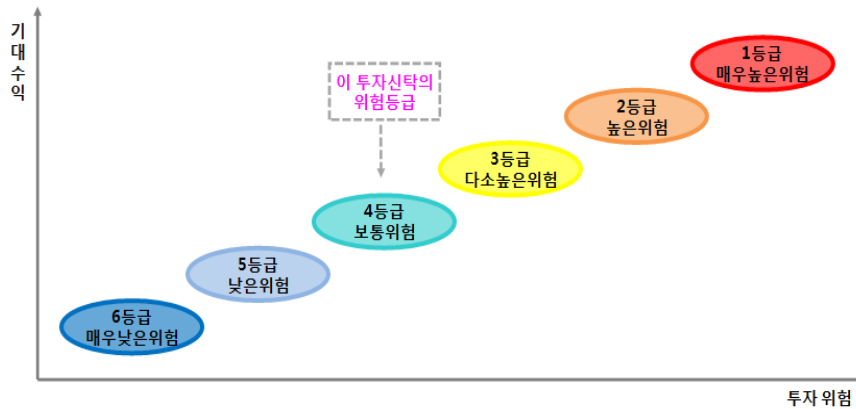 기대수익
1등급
매우높은위험
이 투자신탁의
위험등급
2등급
높은위험
3등급
다소높은위험
4등급
보통위험
5등급
낮은위험
6등급
매우낮은위험
투자 위험